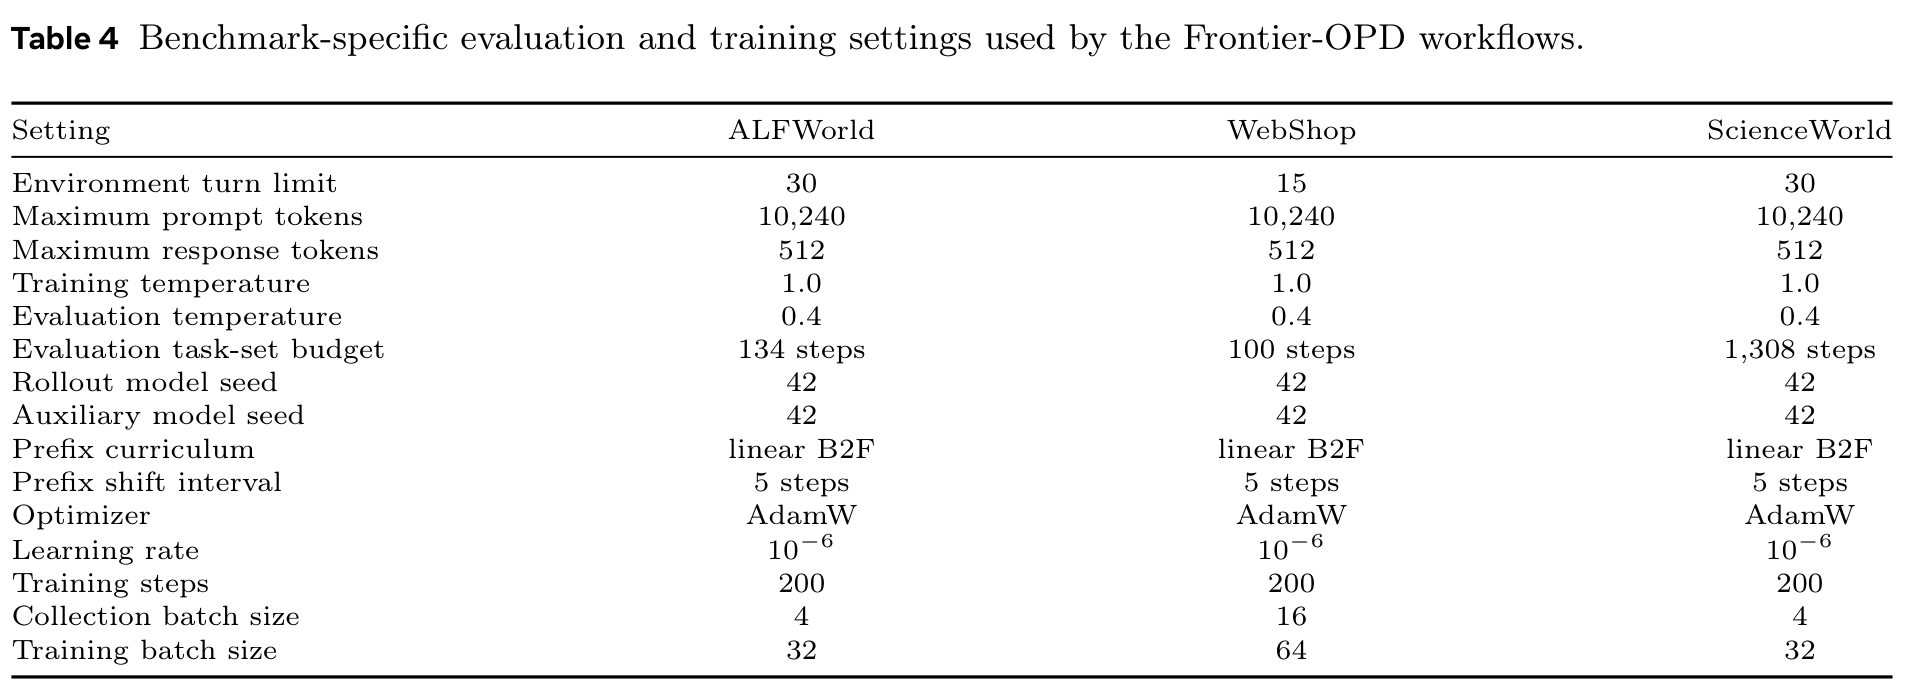 Table 4 Benchmark-specific evaluation and training settings used by the Frontier-OPD workflows.
Setting ALFWorld WebShop ScienceWorld
Environment turn limit 30 15 30
Maximum prompt tokens 10,240 10,240 10,240
Maximum response tokens 512 512 512
Training temperature 1.0 1.0 1.0
Evaluation temperature 0.4 0.4 0.4
Evaluation task-set budget 134 steps 100 steps 1,308 steps
Rollout model seed 42 42 42
Auxiliary model seed 42 42 42
Prefix curriculum linear B2F linear B2F linear B2F
Prefix shift interval 5 steps 5 steps 5 steps
Optimizer AdamW AdamW AdamW
Learning rate 10⁻⁶ 10⁻⁶ 10⁻⁶
Training steps 200 200 200
Collection batch size 4 16 4
Training batch size 32 64 32